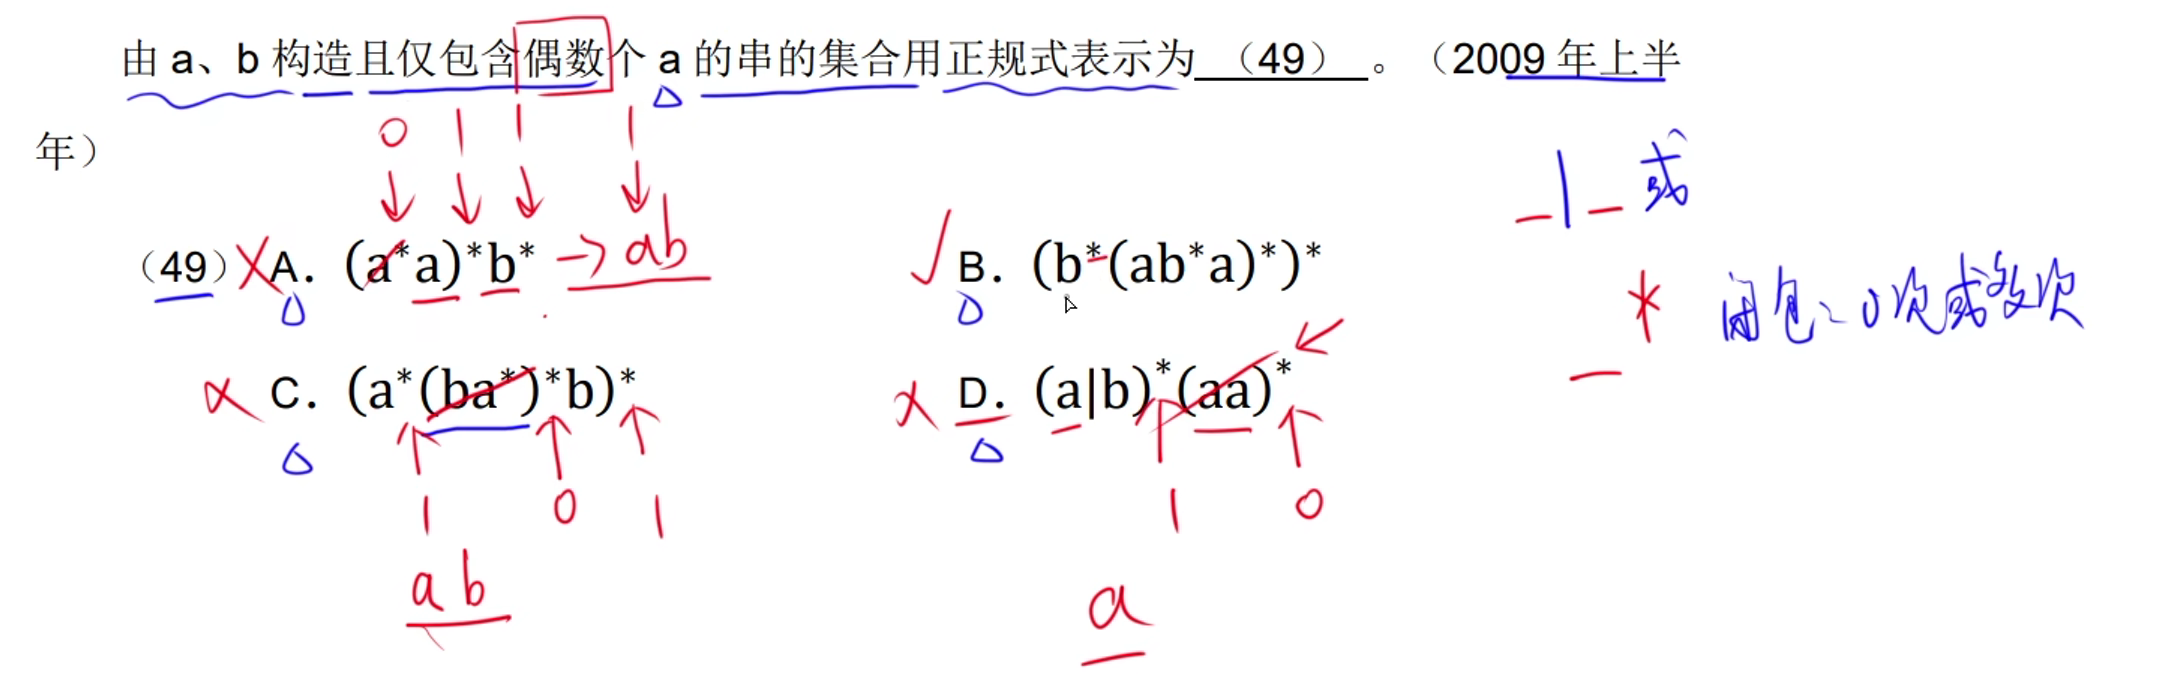 由 a、b 构造且仅包含偶数个 a 的串的集合用正规式表示为 （49） 。（2009 年上半
年）
0 1 1 1
_|_ 或
（49）A. (a*a)*b* → ab
B. (b*(ab*a)*)*
* 闭包：0次或多次
C. (a*(ba*)*b)*
D. (a|b)*(aa)*
1 0 1
1 0
a b
a